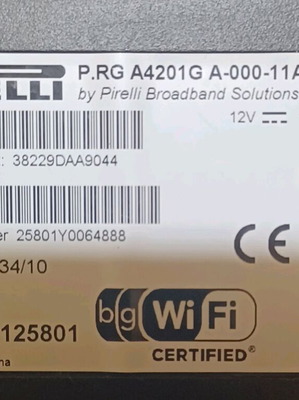 P.RG A4201G A-000-11A
by Pirelli Broadband Solutions
12V
38229DAA9044
25801Y0064888
CE
34/10
125801
b g Wi Fi
CERTIFIED®